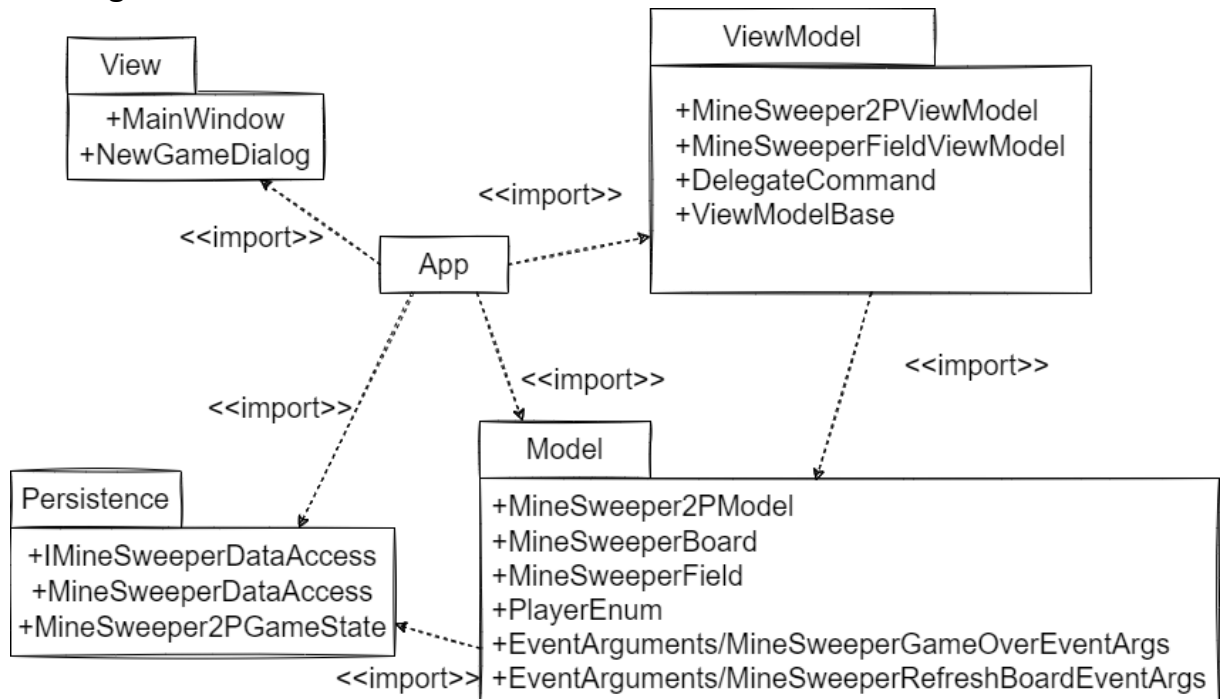 View
+MainWindow
+NewGameDialog
ViewModel
+MineSweeper2PViewModel
+MineSweeperFieldViewModel
+DelegateCommand
+ViewModelBase
<<import>>
<<import>>
App
<<import>>
<<import>>
<<import>>
Persistence
+IMineSweeperDataAccess
+MineSweeperDataAccess
+MineSweeper2PGameState
Model
+MineSweeper2PModel
+MineSweeperBoard
+MineSweeperField
+PlayerEnum
+EventArguments/MineSweeperGameOverEventArgs
+EventArguments/MineSweeperRefreshBoardEventArgs
<<import>>